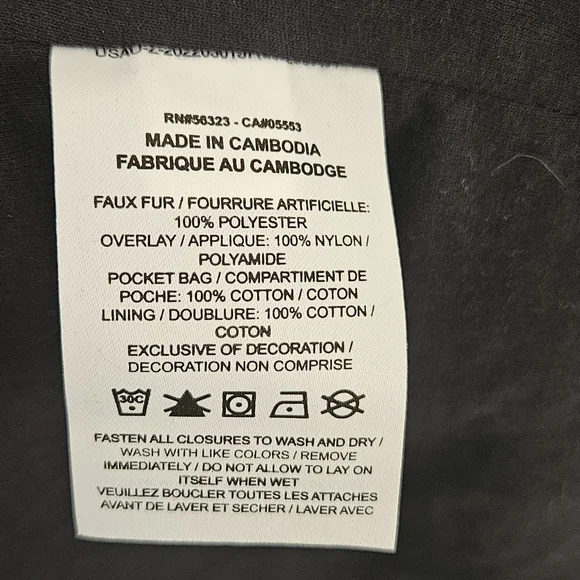 RN#56323 - CA#05553
MADE IN CAMBODIA
FABRIQUE AU CAMBODGE
FAUX FUR / FOURRURE ARTIFICIELLE:
100% POLYESTER
OVERLAY / APPLIQUE: 100% NYLON /
POLYAMIDE
POCKET BAG / COMPARTIMENT DE
POCHE: 100% COTTON / COTON
LINING / DOUBLURE: 100% COTTON /
COTON
EXCLUSIVE OF DECORATION /
DECORATION NON COMPRISE
30C
FASTEN ALL CLOSURES TO WASH AND DRY /
WASH WITH LIKE COLORS / REMOVE
IMMEDIATELY / DO NOT ALLOW TO LAY ON
ITSELF WHEN WET
VEUILLEZ BOUCLER TOUTES LES ATTACHES
AVANT DE LAVER ET SECHER / LAVER AVEC